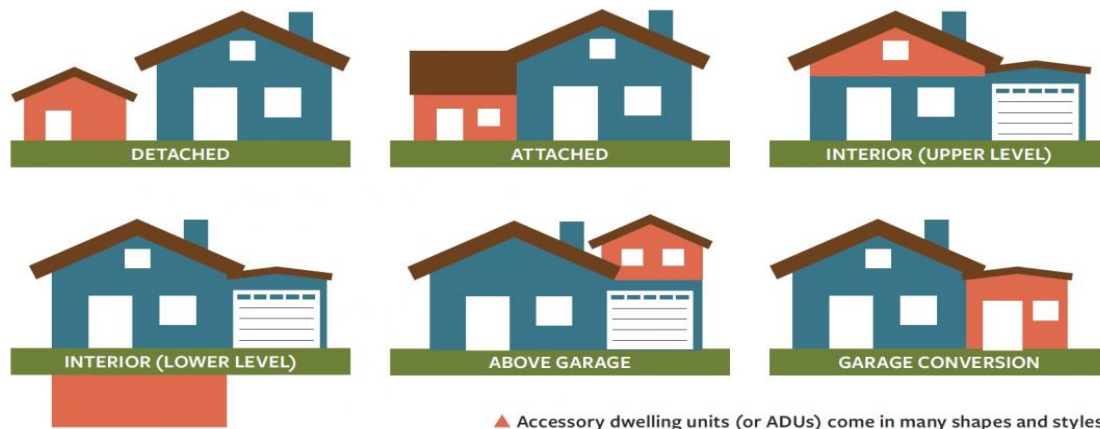 DETACHED
ATTACHED
INTERIOR (UPPER LEVEL)
INTERIOR (LOWER LEVEL)
ABOVE GARAGE
GARAGE CONVERSION
▲ Accessory dwelling units (or ADUs) come in many shapes and styles